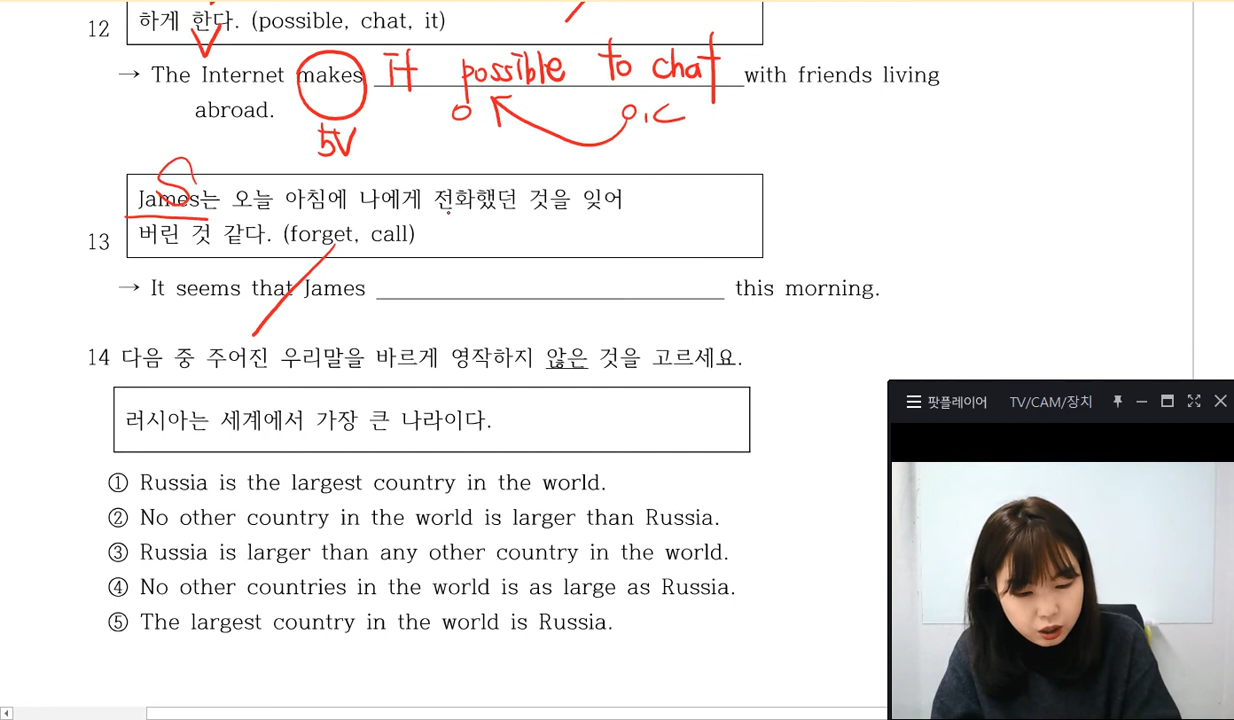 12
하게 한다. (possible, chat, it)
V
→ The Internet makes it possible to chat with friends living
abroad.
5V
O
O.C
S
James는 오늘 아침에 나에게 전화했던 것을 잊어
13
버린 것 같다. (forget, call)
→ It seems that James ________ this morning.
14 다음 중 주어진 우리말을 바르게 영작하지 않은 것을 고르세요.
러시아는 세계에서 가장 큰 나라이다.
① Russia is the largest country in the world.
② No other country in the world is larger than Russia.
③ Russia is larger than any other country in the world.
④ No other countries in the world is as large as Russia.
⑤ The largest country in the world is Russia.
팟플레이어 TV/CAM/장치